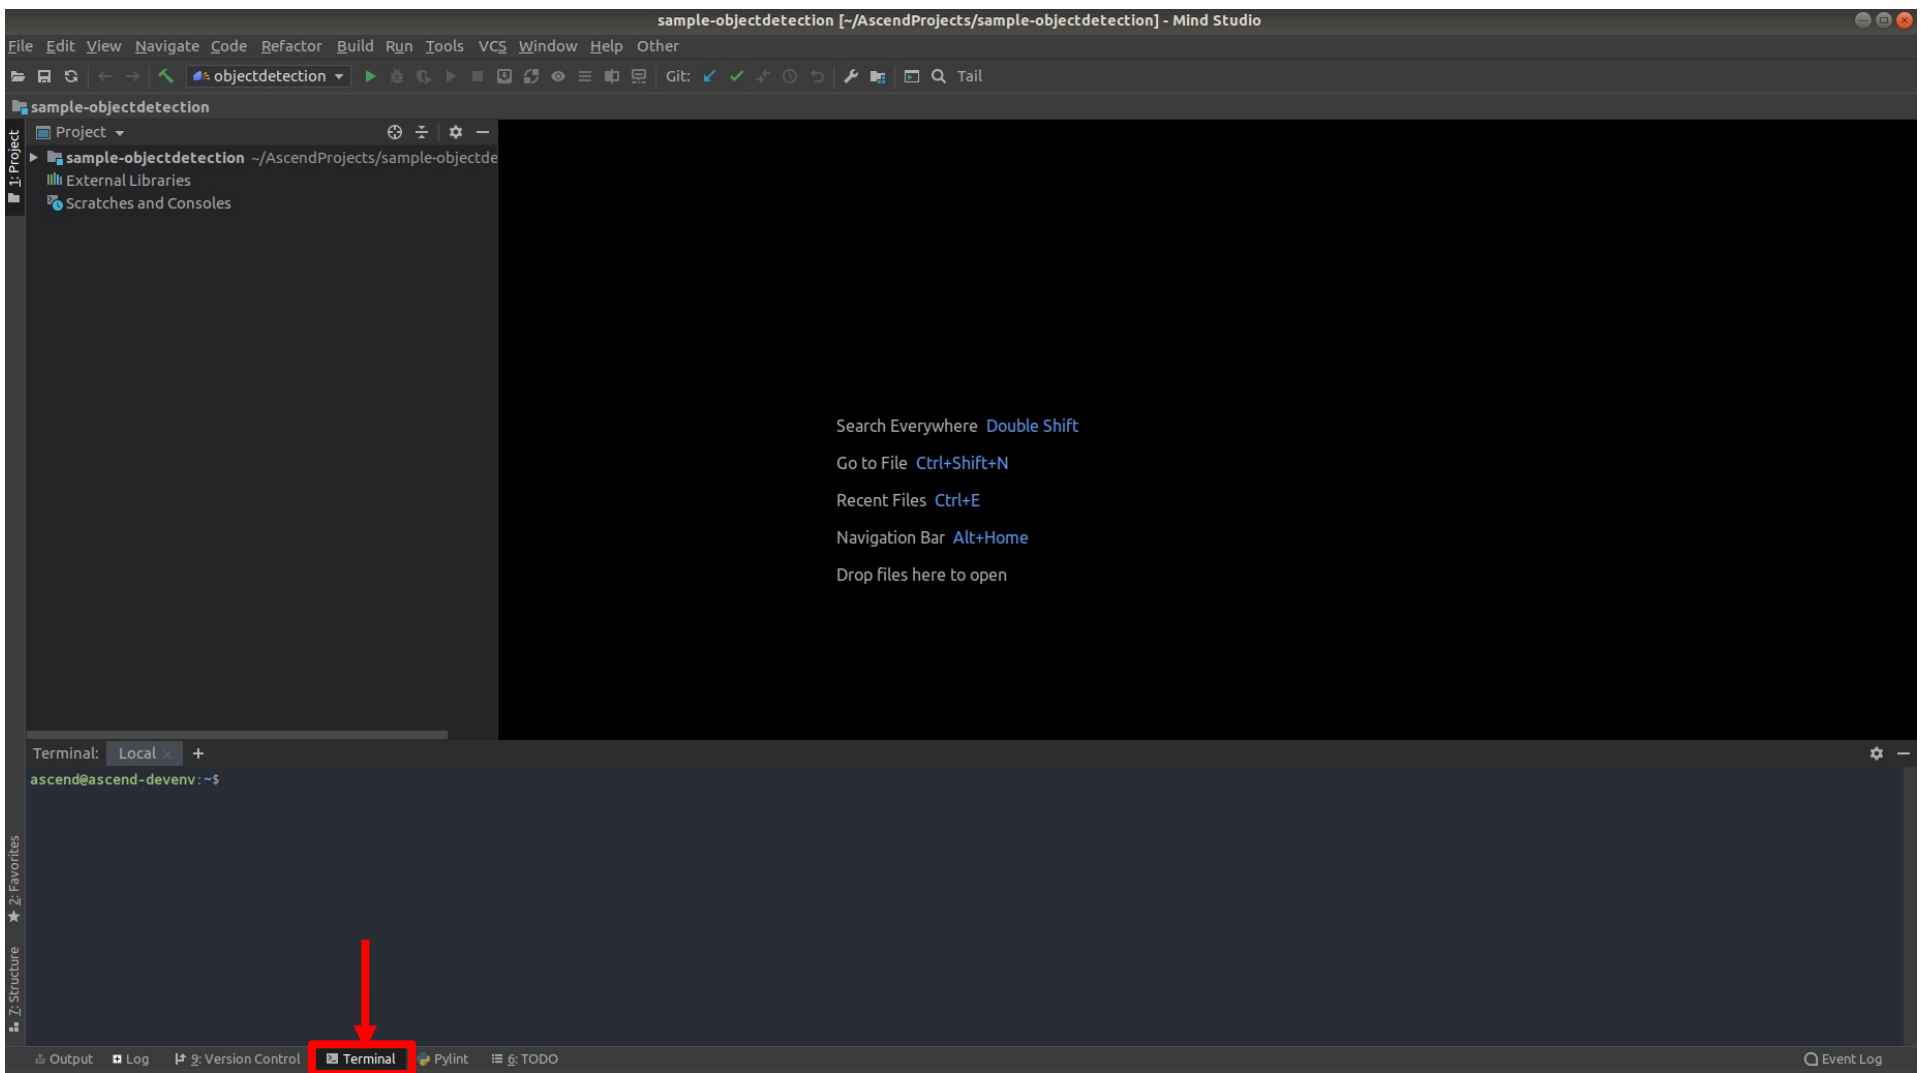 sample-objectdetection [~/AscendProjects/sample-objectdetection] - Mind Studio
File Edit View Navigate Code Refactor Build Run Tools VCS Window Help Other
objectdetection Git: Tail
sample-objectdetection
1: Project
Project
sample-objectdetection ~/AscendProjects/sample-objectde
External Libraries
Scratches and Consoles
Search Everywhere Double Shift
Go to File Ctrl+Shift+N
Recent Files Ctrl+E
Navigation Bar Alt+Home
Drop files here to open
Terminal: Local × +
ascend@ascend-devenv:~$
2: Favorites
7: Structure
Output Log 9: Version Control Terminal Pylint 6: TODO Event Log